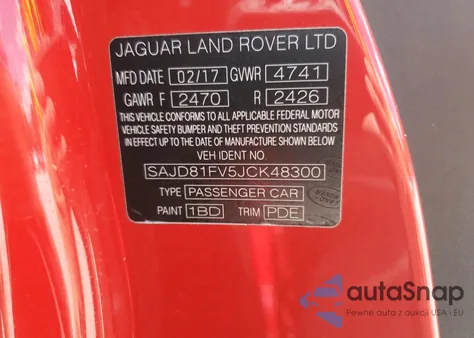 JAGUAR LAND ROVER LTD
MFD DATE 02/17 GVWR 4741
GAWR F 2470 R 2426
THIS VEHICLE CONFORMS TO ALL APPLICABLE FEDERAL MOTOR
VEHICLE SAFETY BUMPER AND THEFT PREVENTION STANDARDS
IN EFFECT UP TO THE DATE OF MANUFACTURE SHOWN BELOW
VEH IDENT NO.
SAJD81FV5JCK48300
TYPE PASSENGER CAR
PAINT 1BD TRIM PDE
autaSnap
Pewne auta z aukcji USA - EU